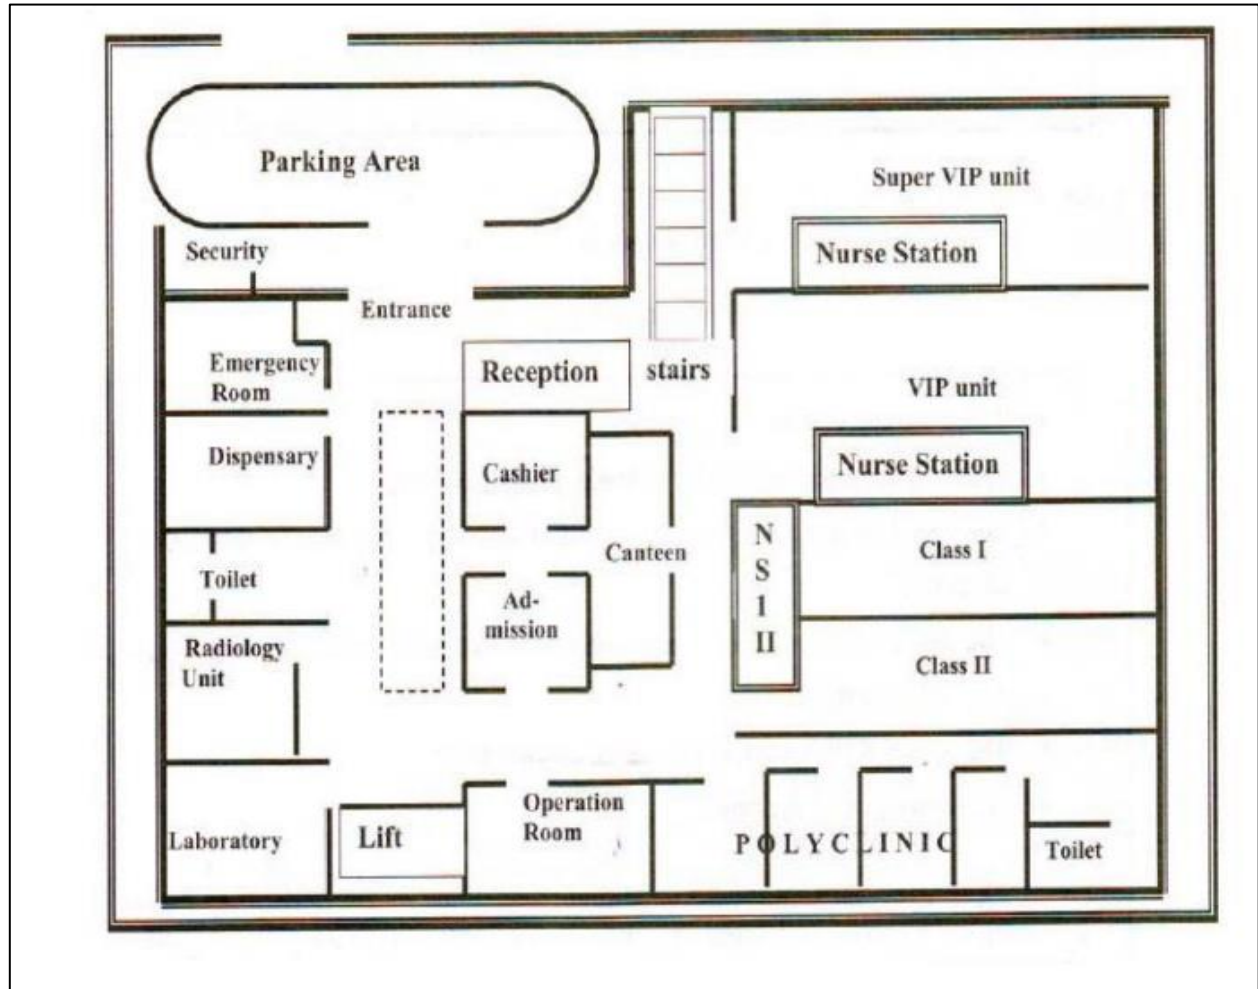 Parking Area
Super VIP unit
Security
Nurse Station
Entrance
Emergency
Room
Reception
stairs
VIP unit
Dispensary
Cashier
Nurse Station
Canteen
N
S
I
II
Class I
Toilet
Ad-
mission
Radiology
Unit
Class II
Operation
Room
Laboratory
Lift
POLYCLINIC
Toilet